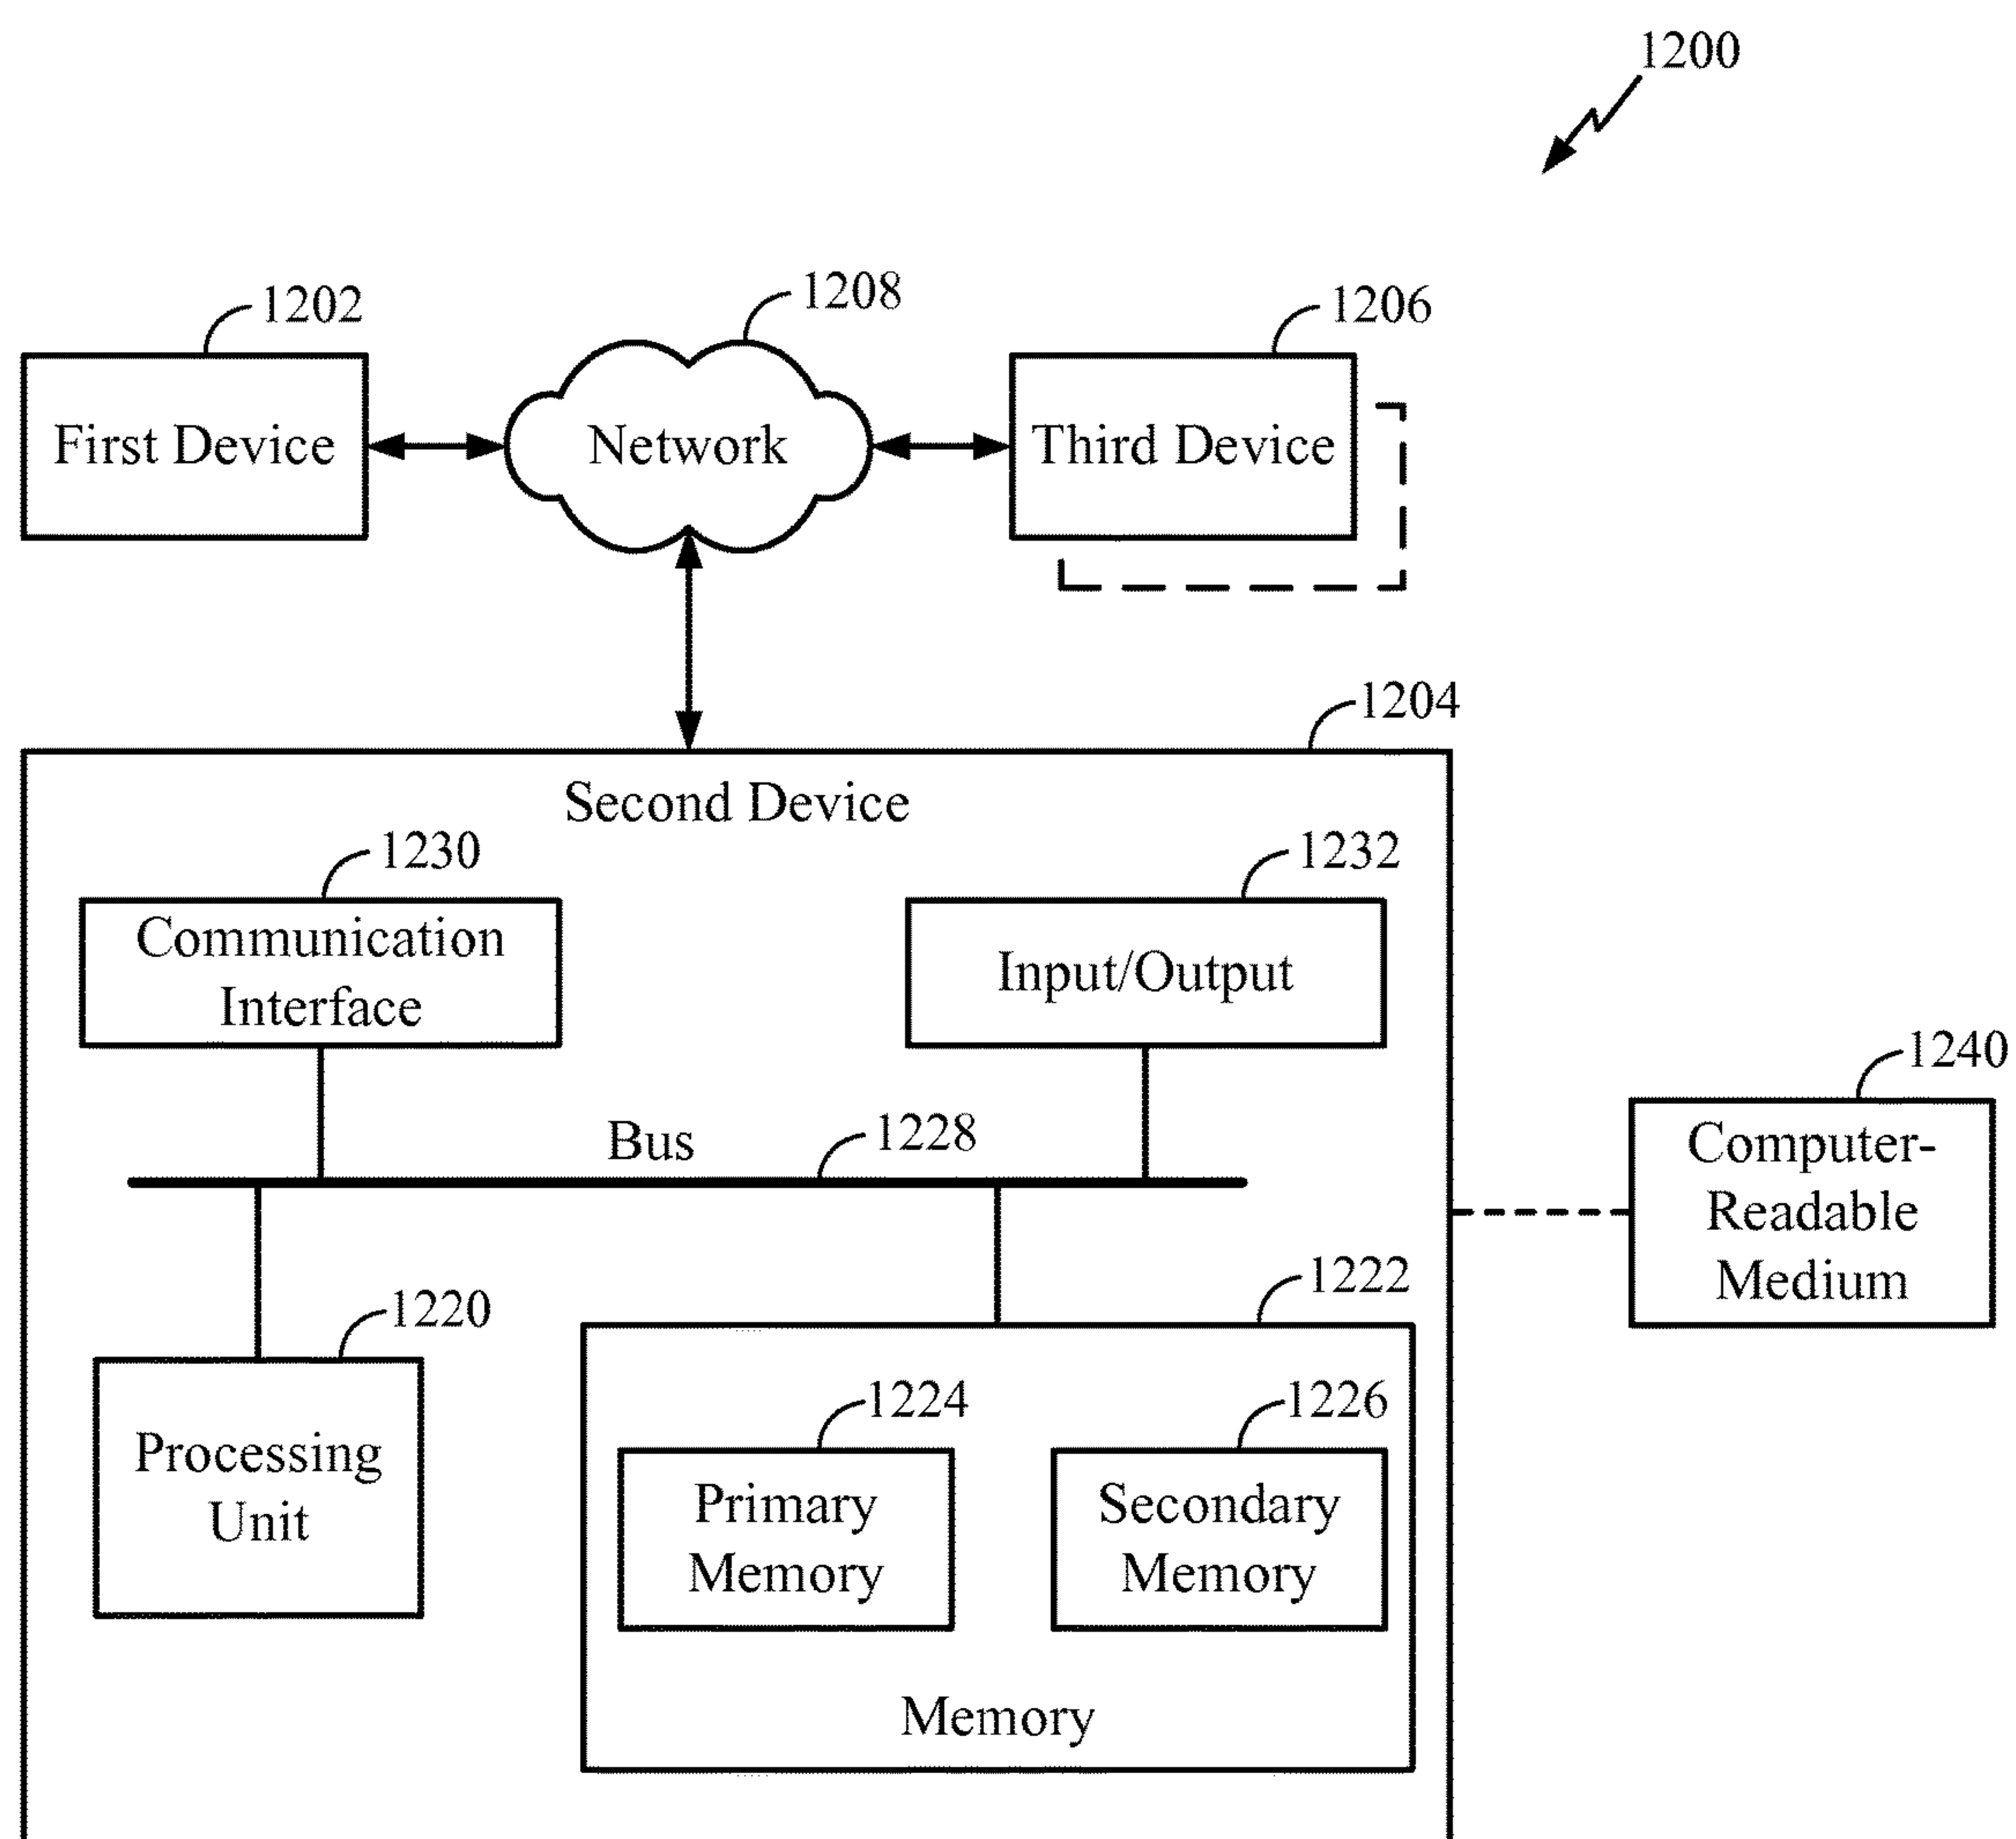 1200
1202
1208
1206
First Device
Network
Third Device
1204
Second Device
1230
1232
Communication
Interface
Input/Output
1240
Computer-
Readable
Medium
Bus
1228
1222
1220
Processing
Unit
1224
1226
Primary
Memory
Secondary
Memory
Memory